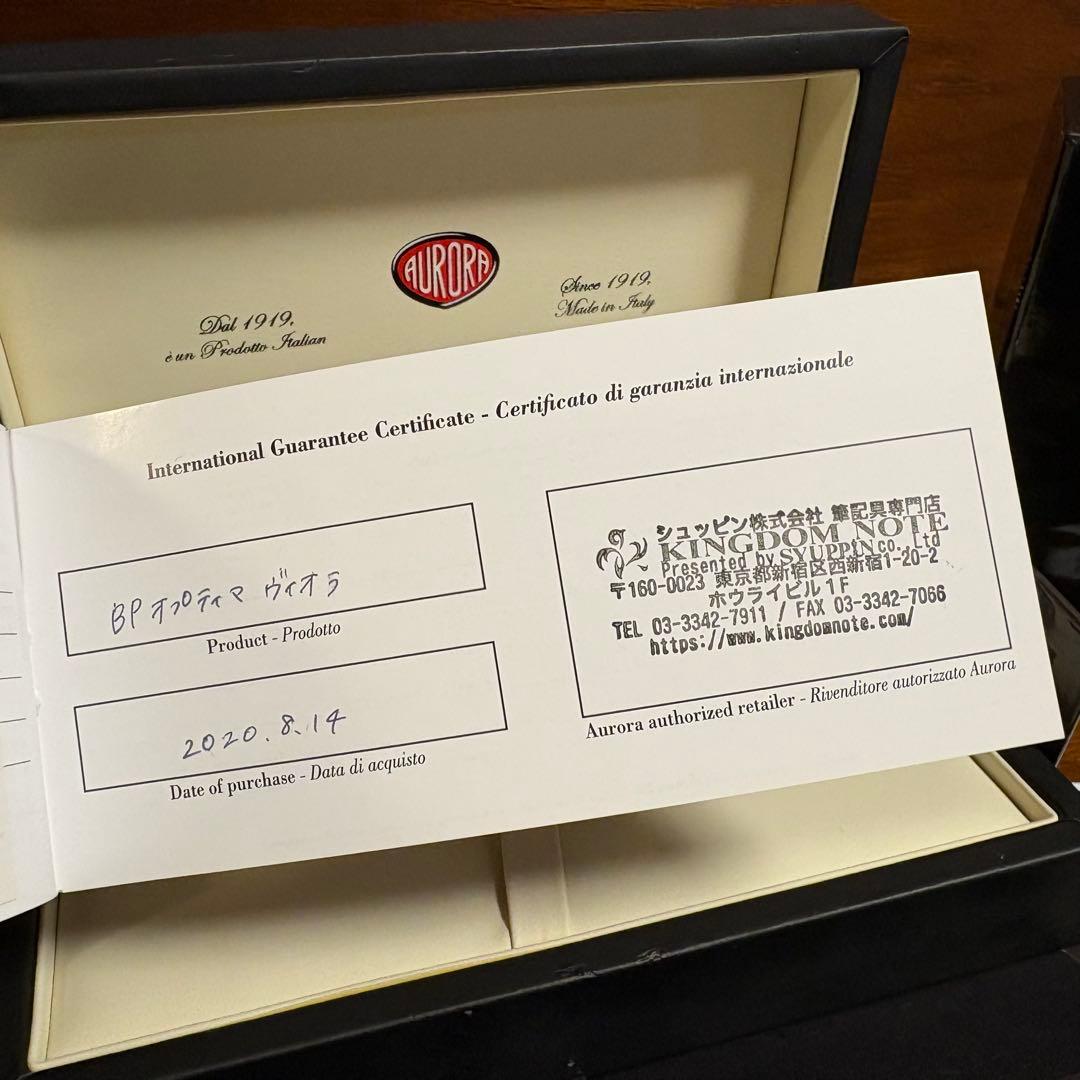 AURORA
Dal 1919,
è un Prodotto Italian
Since 1919,
Made in Italy
International Guarantee Certificate - Certificato di garanzia internazionale
BP オプティマ ヴィオラ
Product - Prodotto
2020.8.14
Date of purchase - Data di acquisto
シュッピン株式会社 筆記具専門店
KINGDOM NOTE
Presented by SYUPPIN co., Ltd
〒160-0023 東京都新宿区西新宿1-20-2
ホウライビル1F
TEL 03-3342-7911 / FAX 03-3342-7066
https://www.kingdomnote.com/
Aurora authorized retailer - Rivenditore autorizzato Aurora